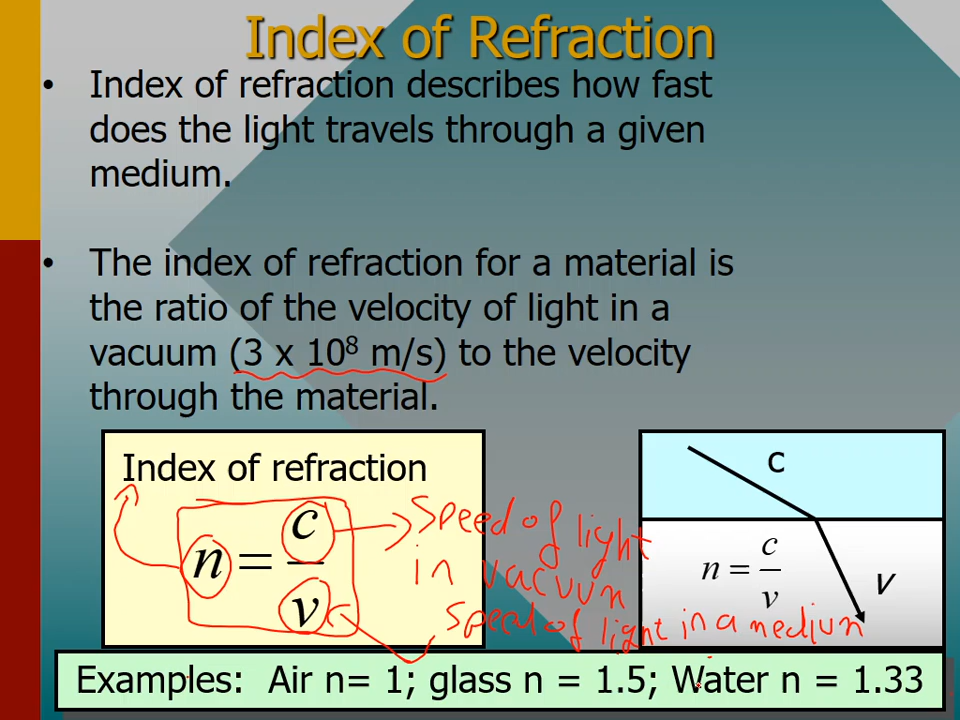 Index of Refraction
• Index of refraction describes how fast
does the light travels through a given
medium.
• The index of refraction for a material is
the ratio of the velocity of light in a
vacuum (3 x 10⁸ m/s) to the velocity
through the material.
Index of refraction
n = c/v
Speed of light
in vacuum
speed of light in a medium
c
n = c/v
v
Examples: Air n= 1; glass n = 1.5; Water n = 1.33